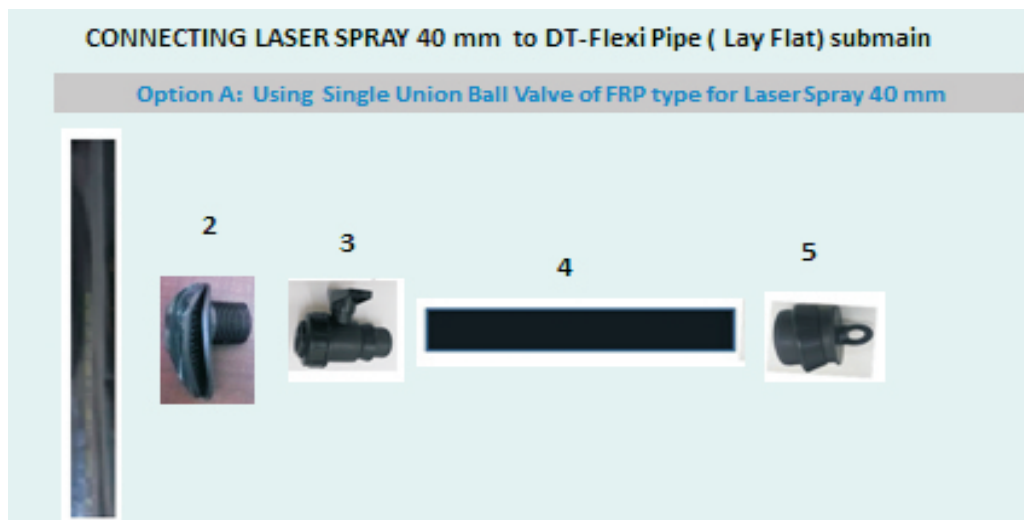 CONNECTING LASER SPRAY 40 mm to DT-Flexi Pipe ( Lay Flat) submain
Option A: Using Single Union Ball Valve of FRP type for Laser Spray 40 mm
2
3
4
5